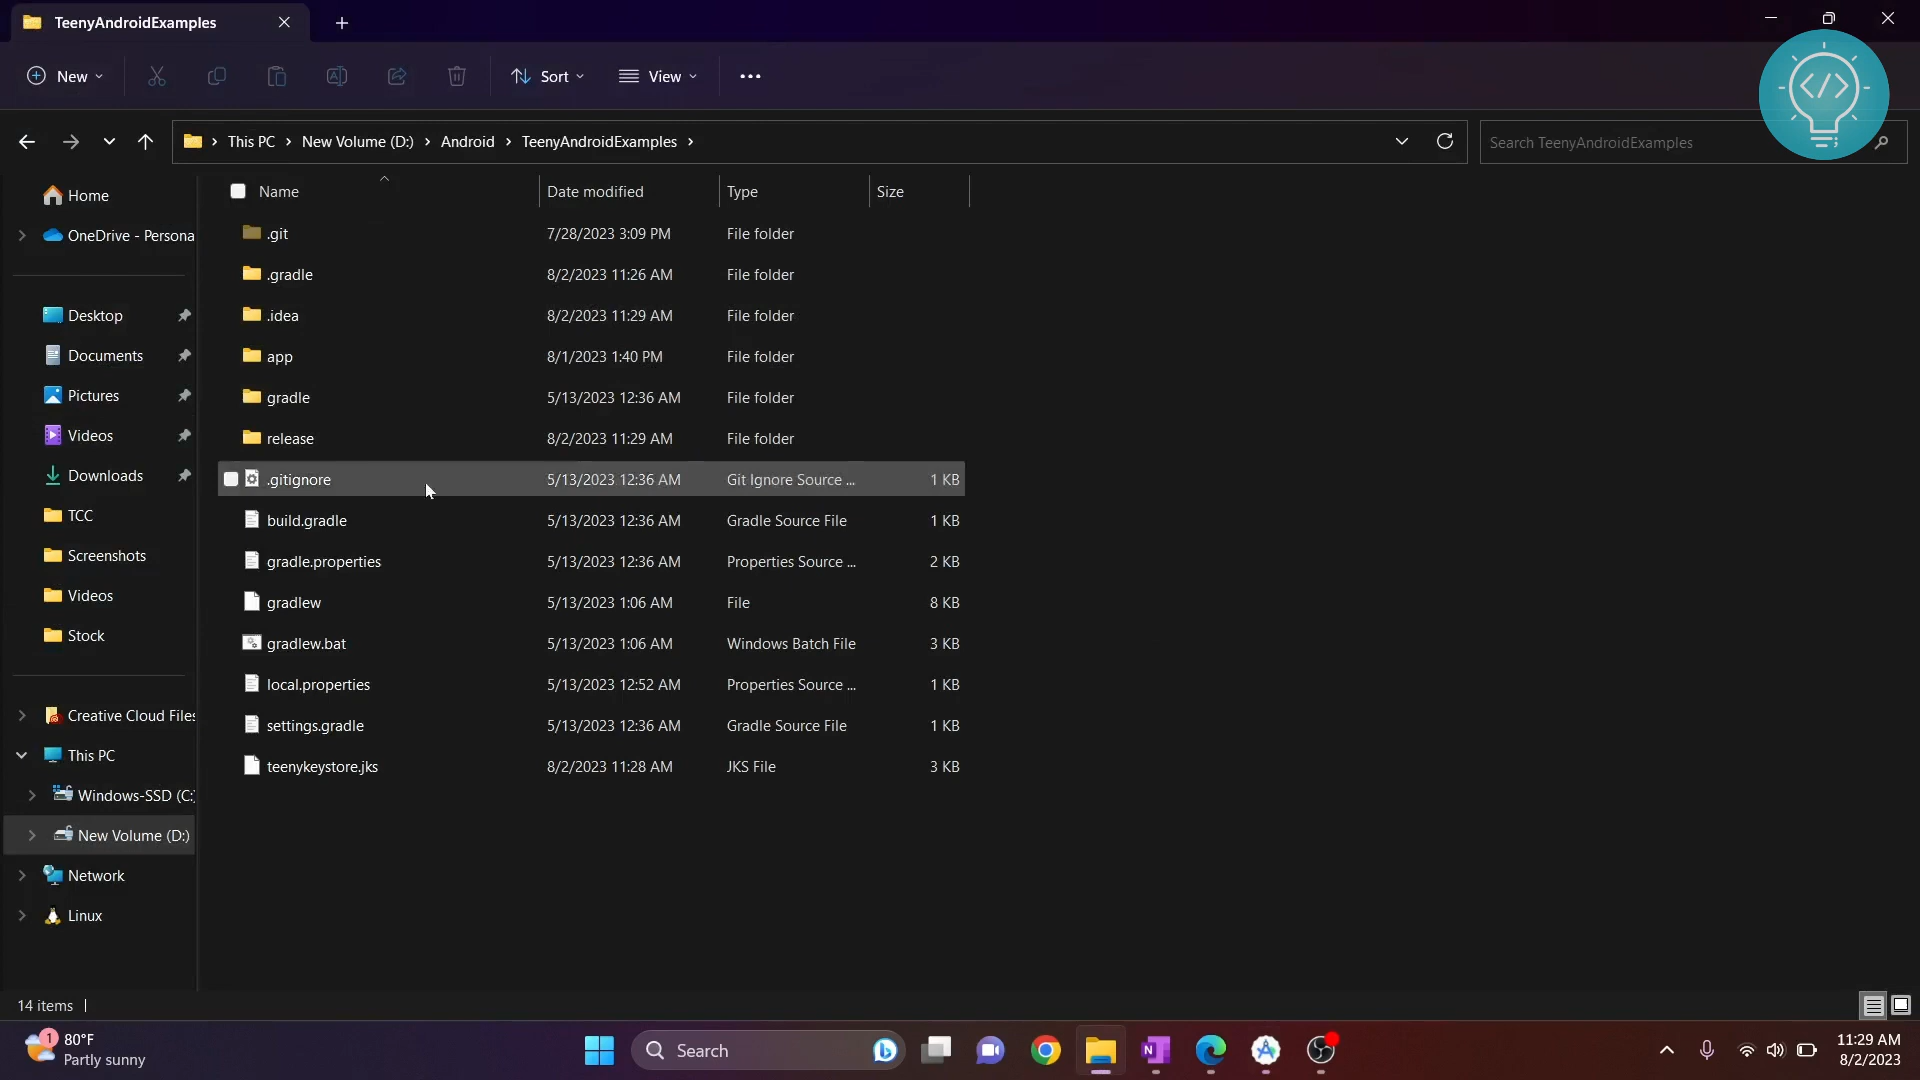 TeenyAndroidExamples
New
Sort
View
This PC > New Volume (D:) > Android > TeenyAndroidExamples >
Search TeenyAndroidExamples
</>
Home
OneDrive - Persona
Desktop
Documents
Pictures
Videos
Downloads
TCC
Screenshots
Videos
Stock
Creative Cloud Files
This PC
Windows-SSD (C:)
New Volume (D:)
Network
Linux
Name Date modified Type Size
.git 7/28/2023 3:09 PM File folder
.gradle 8/2/2023 11:26 AM File folder
.idea 8/2/2023 11:29 AM File folder
app 8/1/2023 1:40 PM File folder
gradle 5/13/2023 12:36 AM File folder
release 8/2/2023 11:29 AM File folder
.gitignore 5/13/2023 12:36 AM Git Ignore Source ... 1 KB
build.gradle 5/13/2023 12:36 AM Gradle Source File 1 KB
gradle.properties 5/13/2023 12:36 AM Properties Source ... 2 KB
gradlew 5/13/2023 1:06 AM File 8 KB
gradlew.bat 5/13/2023 1:06 AM Windows Batch File 3 KB
local.properties 5/13/2023 12:52 AM Properties Source ... 1 KB
settings.gradle 5/13/2023 12:36 AM Gradle Source File 1 KB
teenykeystore.jks 8/2/2023 11:28 AM JKS File 3 KB
14 items
1
80°F
Partly sunny
Search
N
11:29 AM
8/2/2023